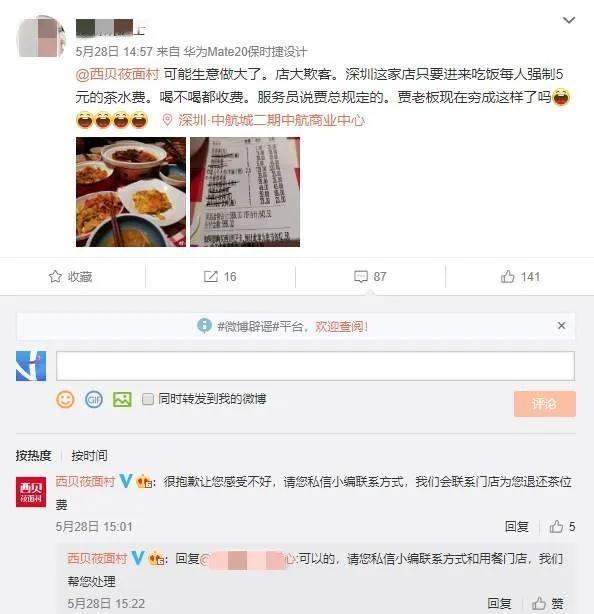 5月28日 14:57 来自 华为Mate20保时捷设计
@西贝莜面村 可能生意做大了。店大欺客。深圳这家店只要进来吃饭每人强制5
元的茶水费。喝不喝都收费。服务员说贾总规定的。贾老板现在穷成这样了吗
深圳·中航城二期中航商业中心
收藏 16 87 141
#微博辟谣#平台，欢迎查阅！
GIF 同时转发到我的微博 评论
按热度 按时间
西贝莜面村：很抱歉让您感受不好，请您私信小编联系方式，我们会联系门店为您退还茶位
费
西贝
莜面村
5月28日 15:01 回复 5
西贝莜面村：回复@心:可以的，请您私信小编联系方式和用餐门店，我们
帮您处理
5月28日 15:22 回复 赞